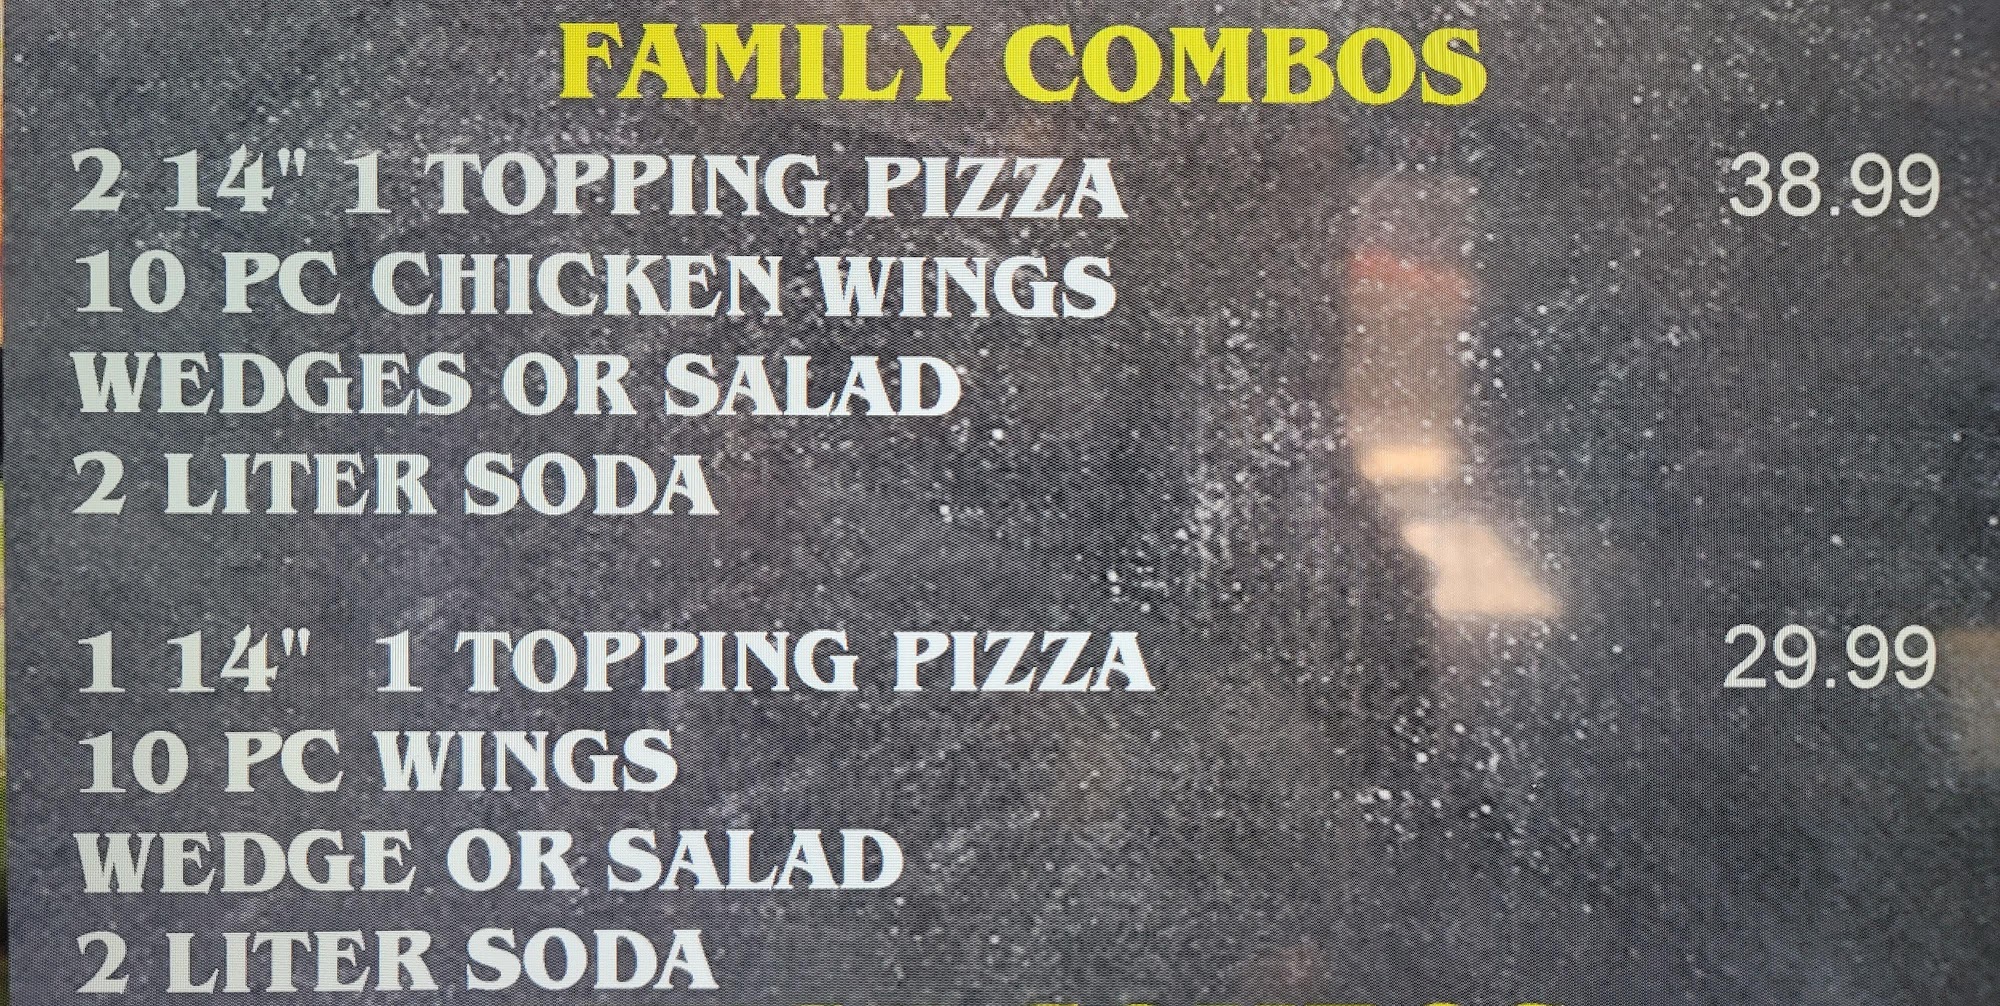 FAMILY COMBOS
2 14" 1 TOPPING PIZZA 38.99
10 PC CHICKEN WINGS
WEDGES OR SALAD
2 LITER SODA
1 14" 1 TOPPING PIZZA 29.99
10 PC WINGS
WEDGE OR SALAD
2 LITER SODA